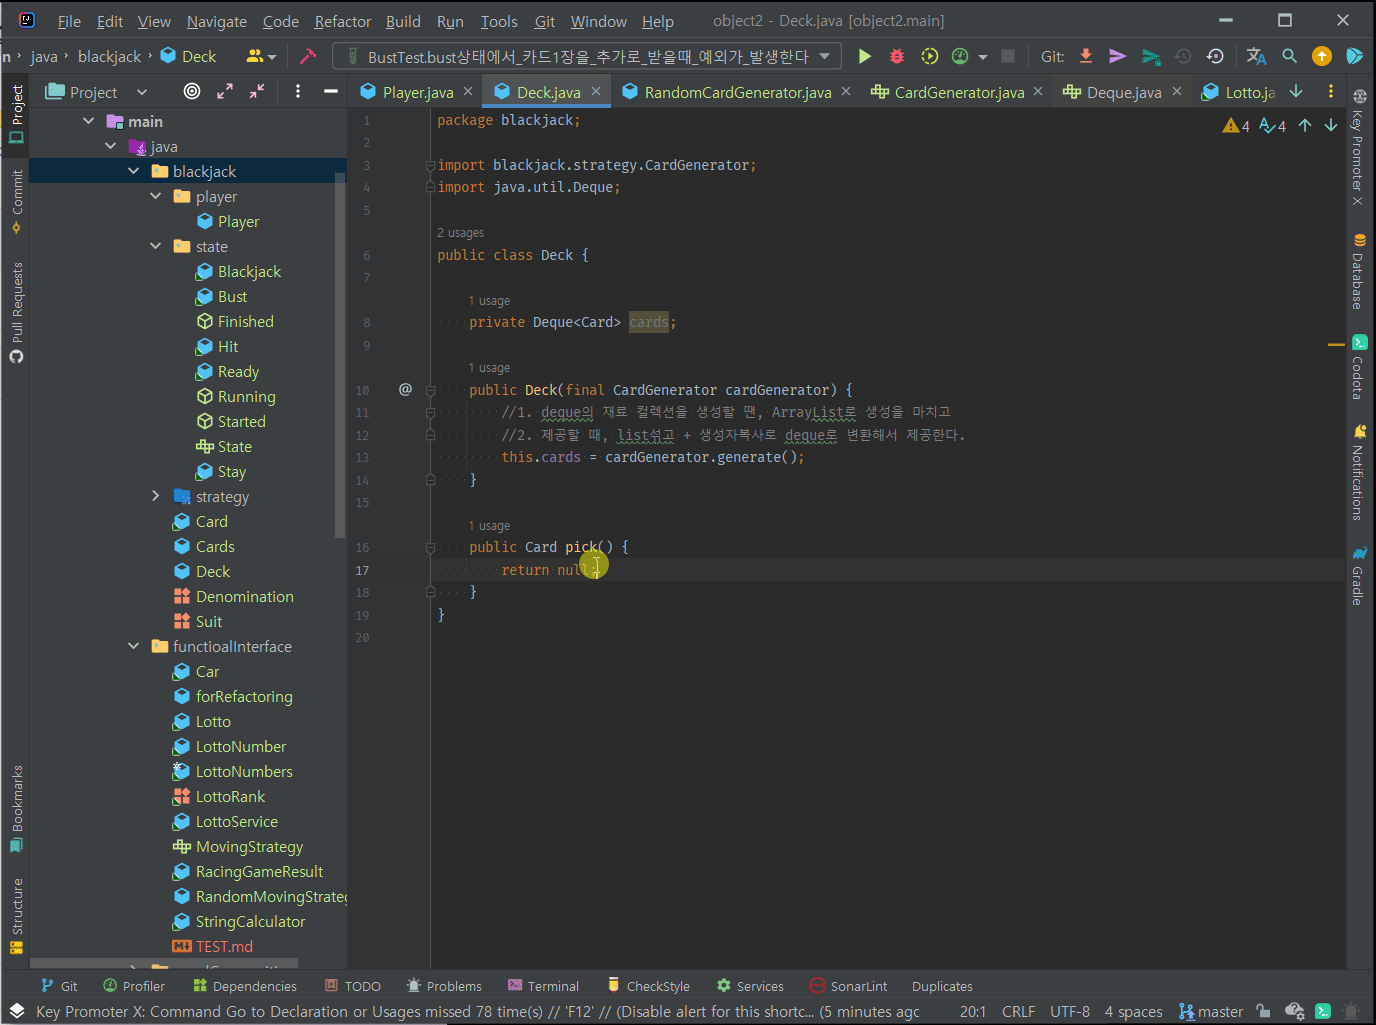 File Edit View Navigate Code Refactor Build Run Tools Git Window Help object2 - Deck.java [object2.main]
n › java › blackjack › Deck BustTest.bust상태에서_카드1장을_추가로_받을때_예외가_발생한다 Git:
Project Player.java Deck.java RandomCardGenerator.java CardGenerator.java Deque.java Lotto.ja
Project
Commit
Pull Requests
Bookmarks
Structure
main
java
blackjack
player
Player
state
Blackjack
Bust
Finished
Hit
Ready
Running
Started
State
Stay
strategy
Card
Cards
Deck
Denomination
Suit
functioalInterface
Car
forRefactoring
Lotto
LottoNumber
LottoNumbers
LottoRank
LottoService
MovingStrategy
RacingGameResult
RandomMovingStrateg
StringCalculator
TEST.md
4 4
1 package blackjack;
2
3 import blackjack.strategy.CardGenerator;
4 import java.util.Deque;
5
2 usages
6 public class Deck {
7
1 usage
8 private Deque<Card> cards;
9
1 usage
10 @ public Deck(final CardGenerator cardGenerator) {
11 //1. deque의 재료 컬렉션을 생성할 땐, ArrayList로 생성을 마치고
12 //2. 제공할 때, list섞고 + 생성자복사로 deque로 변환해서 제공한다.
13 this.cards = cardGenerator.generate();
14 }
15
1 usage
16 public Card pick() {
17 return null;
18 }
19 }
20
Key Promoter X
Database
Codota
Notifications
Gradle
Git Profiler Dependencies TODO Problems Terminal CheckStyle Services SonarLint Duplicates
Key Promoter X: Command Go to Declaration or Usages missed 78 time(s) // 'F12' // (Disable alert for this shortc... (5 minutes agc 20:1 CRLF UTF-8 4 spaces master